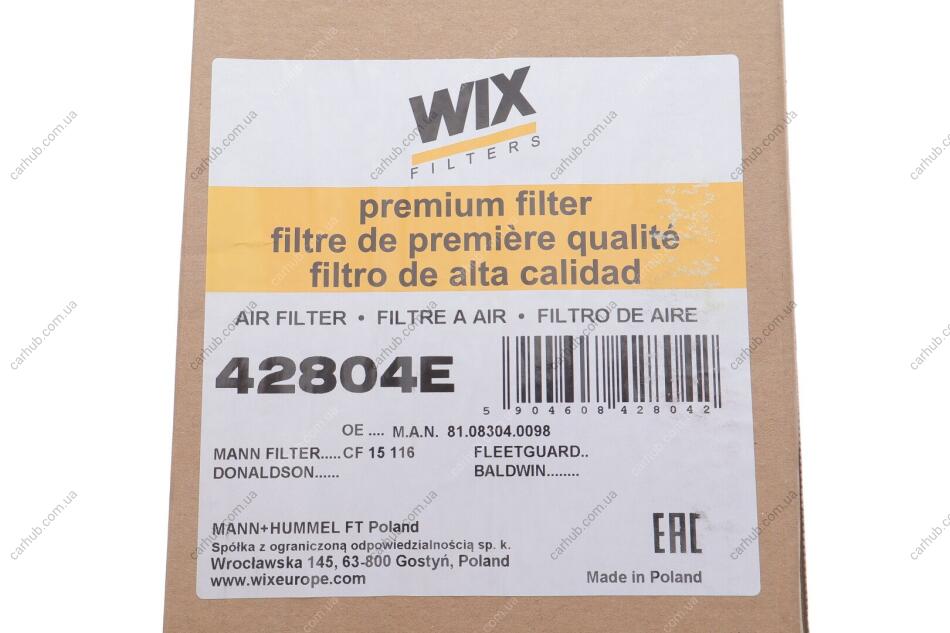 WIX
FILTERS
premium filter
filtre de première qualité
filtro de alta calidad
AIR FILTER • FILTRE A AIR • FILTRO DE AIRE
42804E
5 904608 428042
OE .... M.A.N. 81.08304.0098
MANN FILTER.....CF 15 116 FLEETGUARD..
DONALDSON...... BALDWIN........
MANN+HUMMEL FT Poland
Spółka z ograniczoną odpowiedzialnością sp. k.
Wrocławska 145, 63-800 Gostyń, Poland
www.wixeurope.com
EAC
Made in Poland
carhub.com.ua